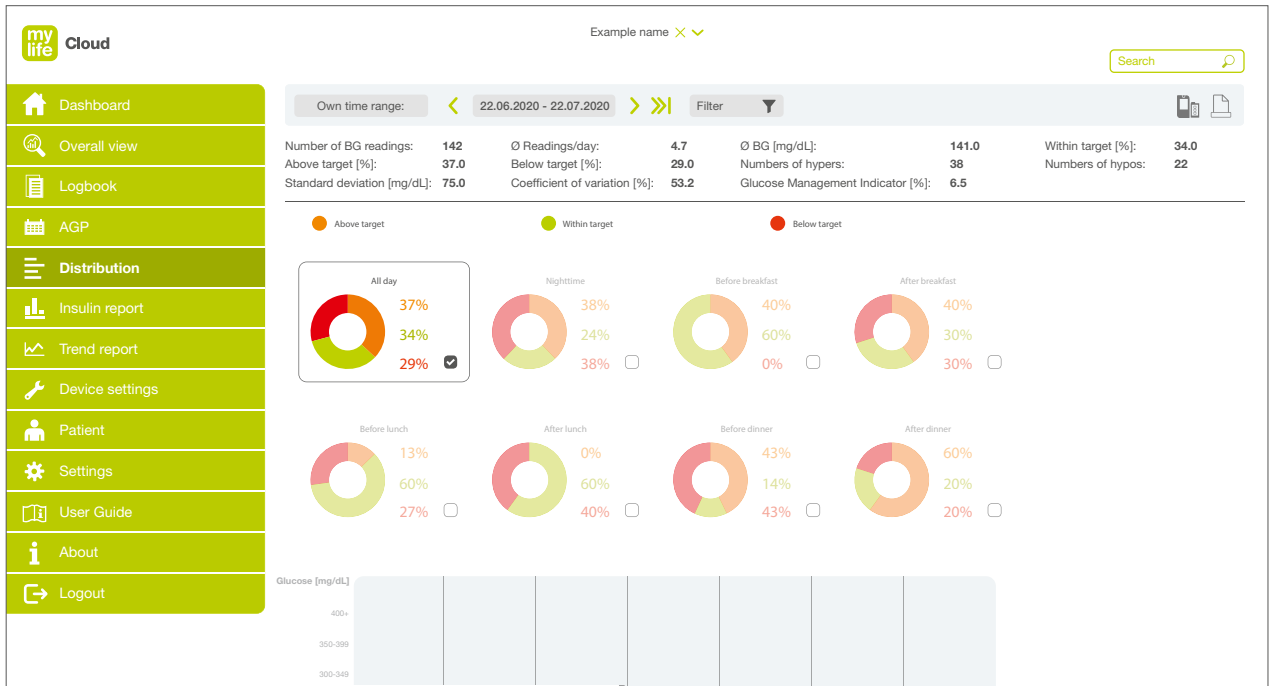 my
life
Cloud
Example name
Search
Dashboard
Overall view
Logbook
AGP
Distribution
Insulin report
Trend report
Device settings
Patient
Settings
User Guide
About
Logout
Own time range: 22.06.2020 - 22.07.2020 Filter
Number of BG readings: 142 Ø Readings/day: 4.7 Ø BG [mg/dL]: 141.0 Within target [%]: 34.0
Above target [%]: 37.0 Below target [%]: 29.0 Numbers of hypers: 38 Numbers of hypos: 22
Standard deviation [mg/dL]: 75.0 Coefficient of variation [%]: 53.2 Glucose Management Indicator [%]: 6.5
Above target Within target Below target
All day
37%
34%
29%
Nighttime
38%
24%
38%
Before breakfast
40%
60%
0%
After breakfast
40%
30%
30%
Before lunch
13%
60%
27%
After lunch
0%
60%
40%
Before dinner
43%
14%
43%
After dinner
60%
20%
20%
Glucose [mg/dL]
400+
350-399
300-349